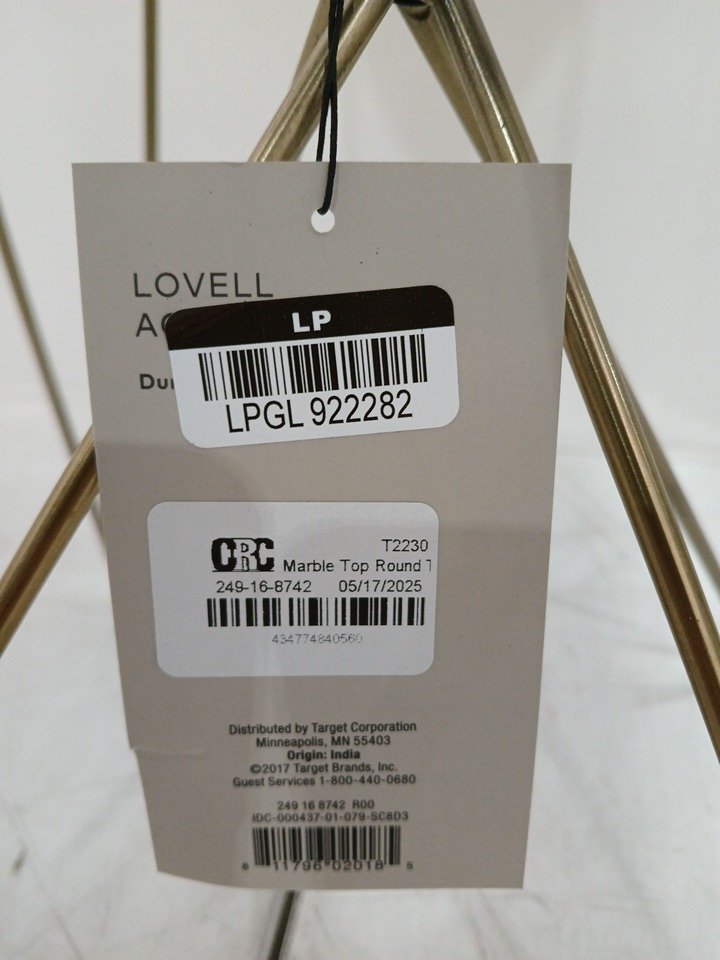 LOVELL
LP
LPGL 922282
CRC
T2230
Marble Top Round T
249-16-8742 05/17/2025
434774840560
Distributed by Target Corporation
Minneapolis, MN 55403
Origin: India
©2017 Target Brands, Inc.
Guest Services 1-800-440-0680
249 16 8742 R00
IDC-000437-01-079-SC8D3
8 11796 02018 5